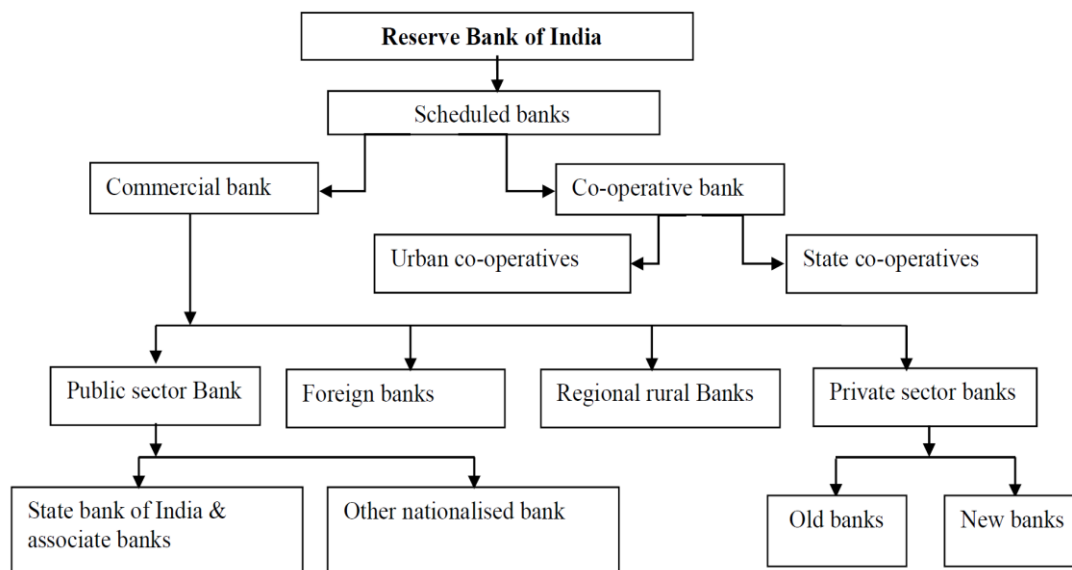 Reserve Bank of India
Scheduled banks
Commercial bank
Co-operative bank
Urban co-operatives
State co-operatives
Public sector Bank
Foreign banks
Regional rural Banks
Private sector banks
State bank of India &
associate banks
Other nationalised bank
Old banks
New banks